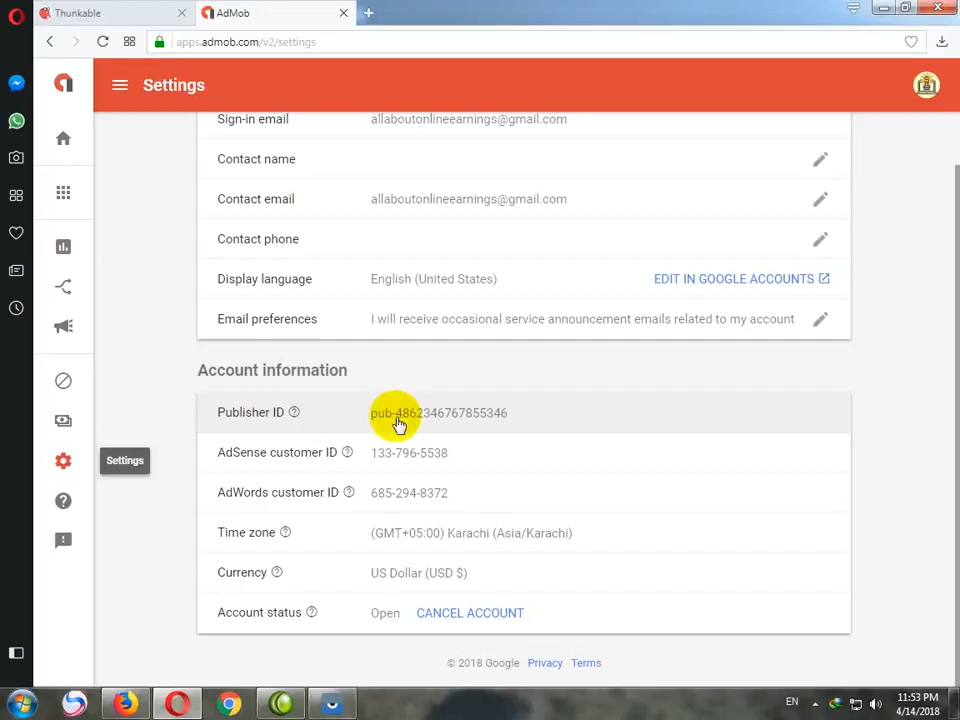 Thunkable
AdMob
apps.admob.com/v2/settings
Settings
Sign-in email allaboutonlineearnings@gmail.com
Contact name
Contact email allaboutonlineearnings@gmail.com
Contact phone
Display language English (United States) EDIT IN GOOGLE ACCOUNTS
Email preferences I will receive occasional service announcement emails related to my account
Account information
Publisher ID pub-4862346767855346
Settings
AdSense customer ID 133-796-5538
AdWords customer ID 685-294-8372
Time zone (GMT+05:00) Karachi (Asia/Karachi)
Currency US Dollar (USD $)
Account status Open CANCEL ACCOUNT
© 2018 Google Privacy Terms
EN
11:53 PM
4/14/2018